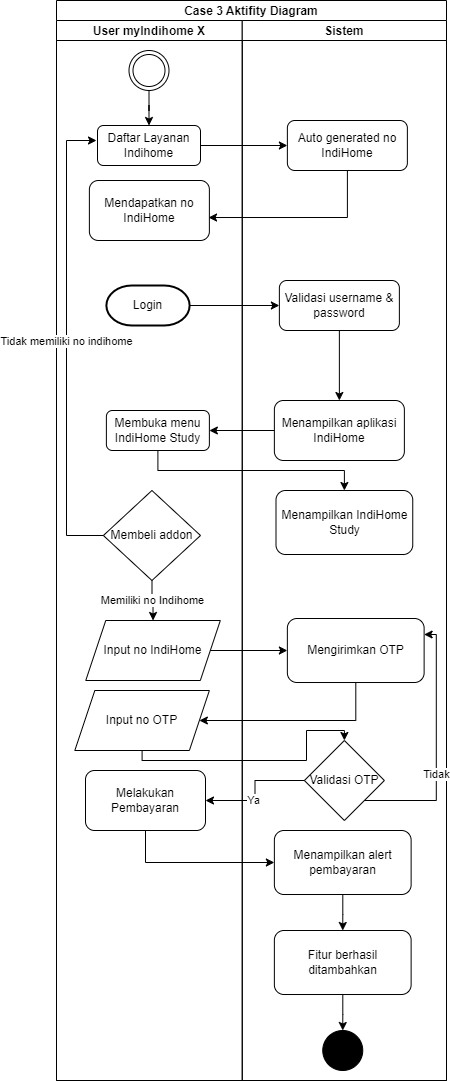 Case 3 Aktifity Diagram
User myIndihome X
Sistem
Daftar Layanan
Indihome
Auto generated no
IndiHome
Mendapatkan no
IndiHome
Login
Validasi username &
password
Tidak memiliki no indihome
Membuka menu
IndiHome Study
Menampilkan aplikasi
IndiHome
Menampilkan IndiHome
Study
Membeli addon
Memiliki no Indihome
Input no IndiHome
Mengirimkan OTP
Input no OTP
Validasi OTP
Tidak
Ya
Melakukan
Pembayaran
Menampilkan alert
pembayaran
Fitur berhasil
ditambahkan